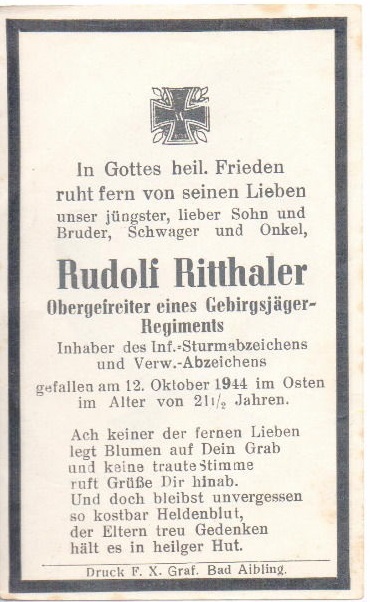 In Gottes heil. Frieden
ruht fern von seinen Lieben
unser jüngster, lieber Sohn und
Bruder, Schwager und Onkel,
Rudolf Ritthaler
Obergefreiter eines Gebirgsjäger-
Regiments
Inhaber des Inf.-Sturmabzeichens
und Verw.-Abzeichens
gefallen am 12. Oktober 1944 im Osten
im Alter von 21½ Jahren.
Ach keiner der fernen Lieben
legt Blumen auf Dein Grab
und keine traute Stimme
ruft Grüße Dir hinab.
Und doch bleibst unvergessen
so kostbar Heldenblut,
der Eltern treu Gedenken
hält es in heilger Hut.
Druck F. X. Graf. Bad Aibling.